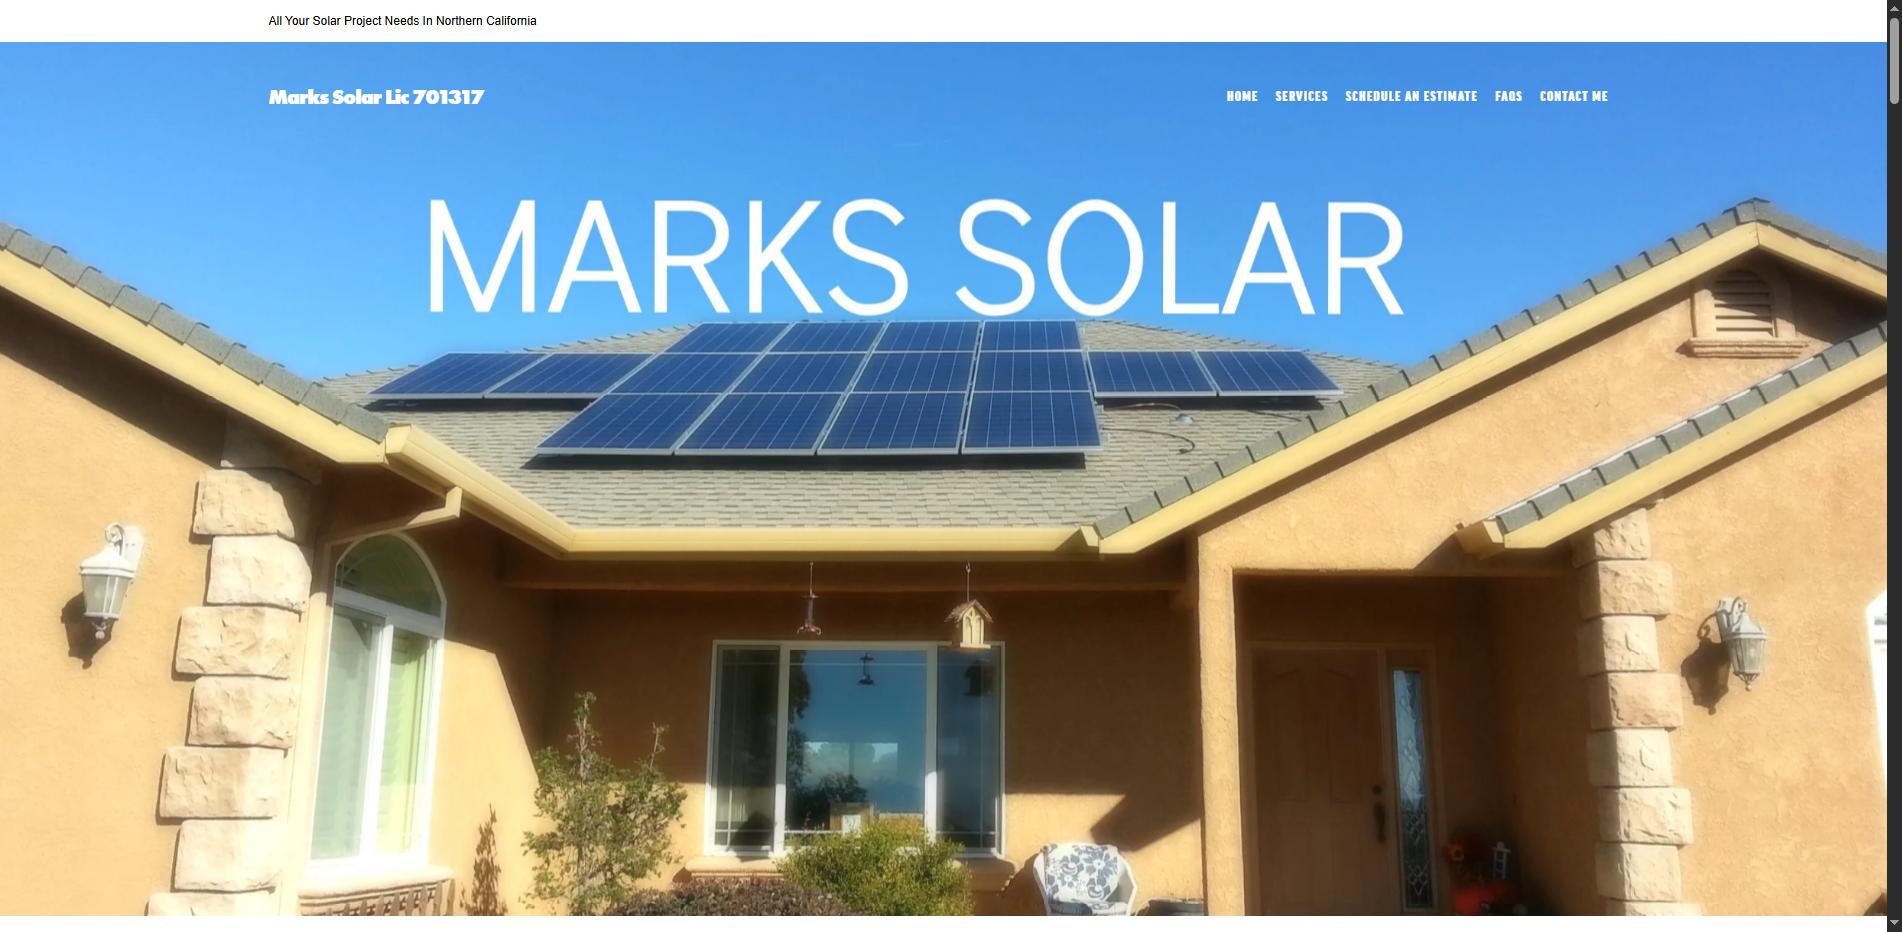 All Your Solar Project Needs In Northern California
Marks Solar Lic 701317
HOME SERVICES SCHEDULE AN ESTIMATE FAQS CONTACT ME
MARKS SOLAR